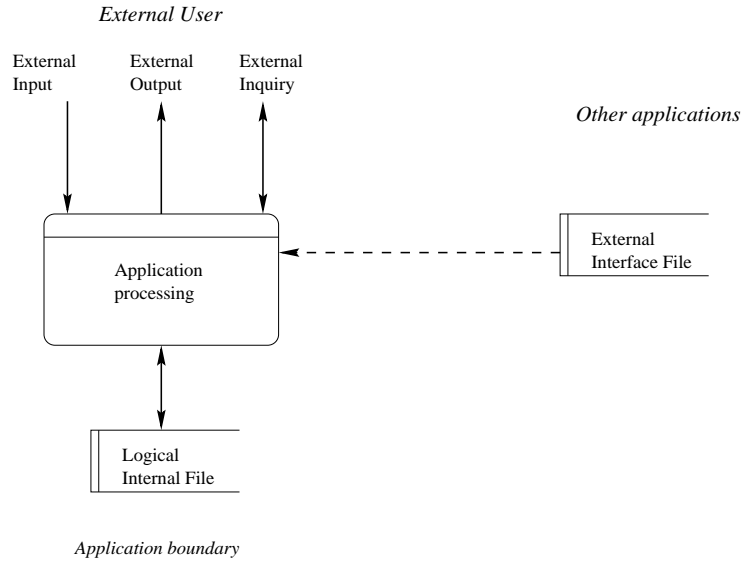 External User
External
Input
External
Output
External
Inquiry
Other applications
Application
processing
External
Interface File
Logical
Internal File
Application boundary